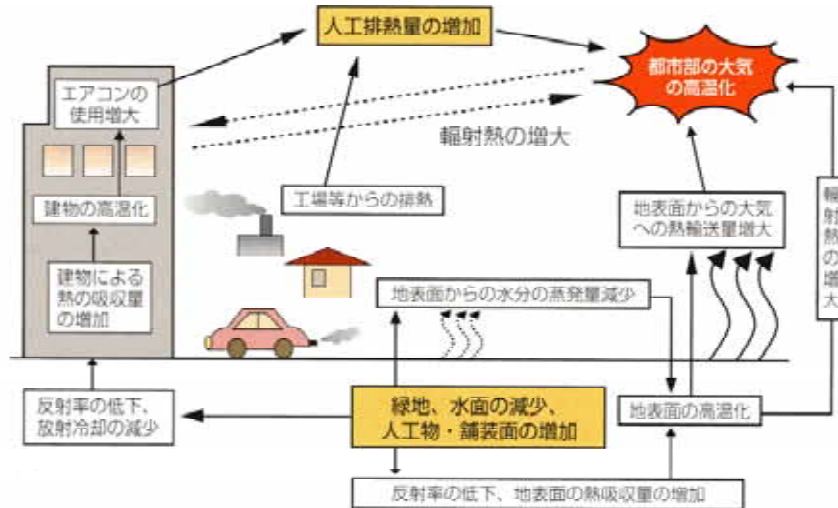 人工排熱量の増加
都市部の大気
の高温化
エアコンの
使用増大
輻射熱の増大
建物の高温化
工場等からの排熱
地表面からの大気
への熱輸送量増大
輻射熱の増大
建物による
熱の吸収量
の増加
地表面からの水分の蒸発量減少
反射率の低下、
放射冷却の減少
緑地、水面の減少、
人工物・舗装面の増加
地表面の高温化
反射率の低下、地表面の熱吸収量の増加